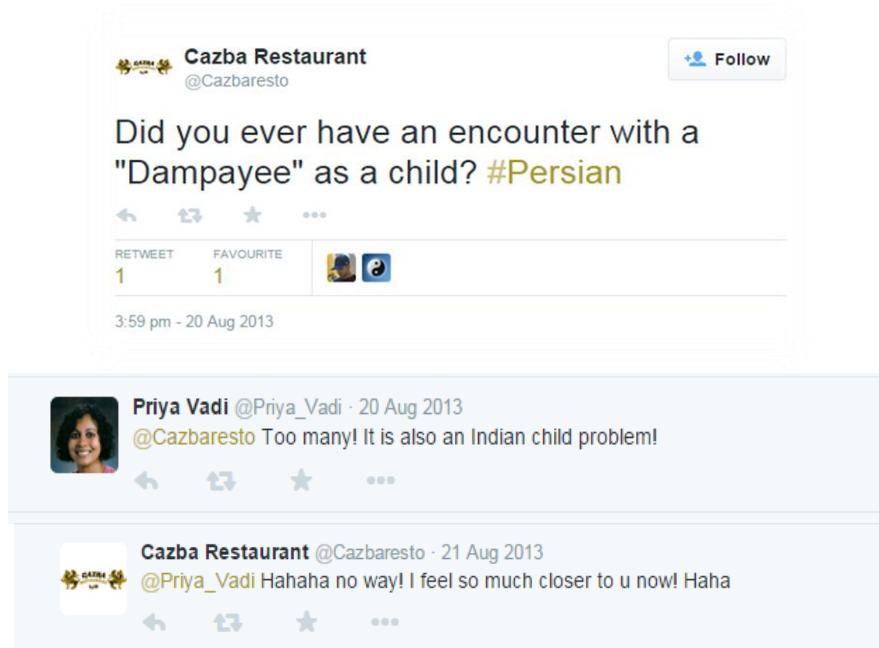 Cazba Restaurant
@Cazbaresto
Follow
Did you ever have an encounter with a
"Dampayee" as a child? #Persian
RETWEET FAVOURITE
1 1
3:59 pm - 20 Aug 2013
Priya Vadi @Priya_Vadi · 20 Aug 2013
@Cazbaresto Too many! It is also an Indian child problem!
Cazba Restaurant @Cazbaresto · 21 Aug 2013
@Priya_Vadi Hahaha no way! I feel so much closer to u now! Haha